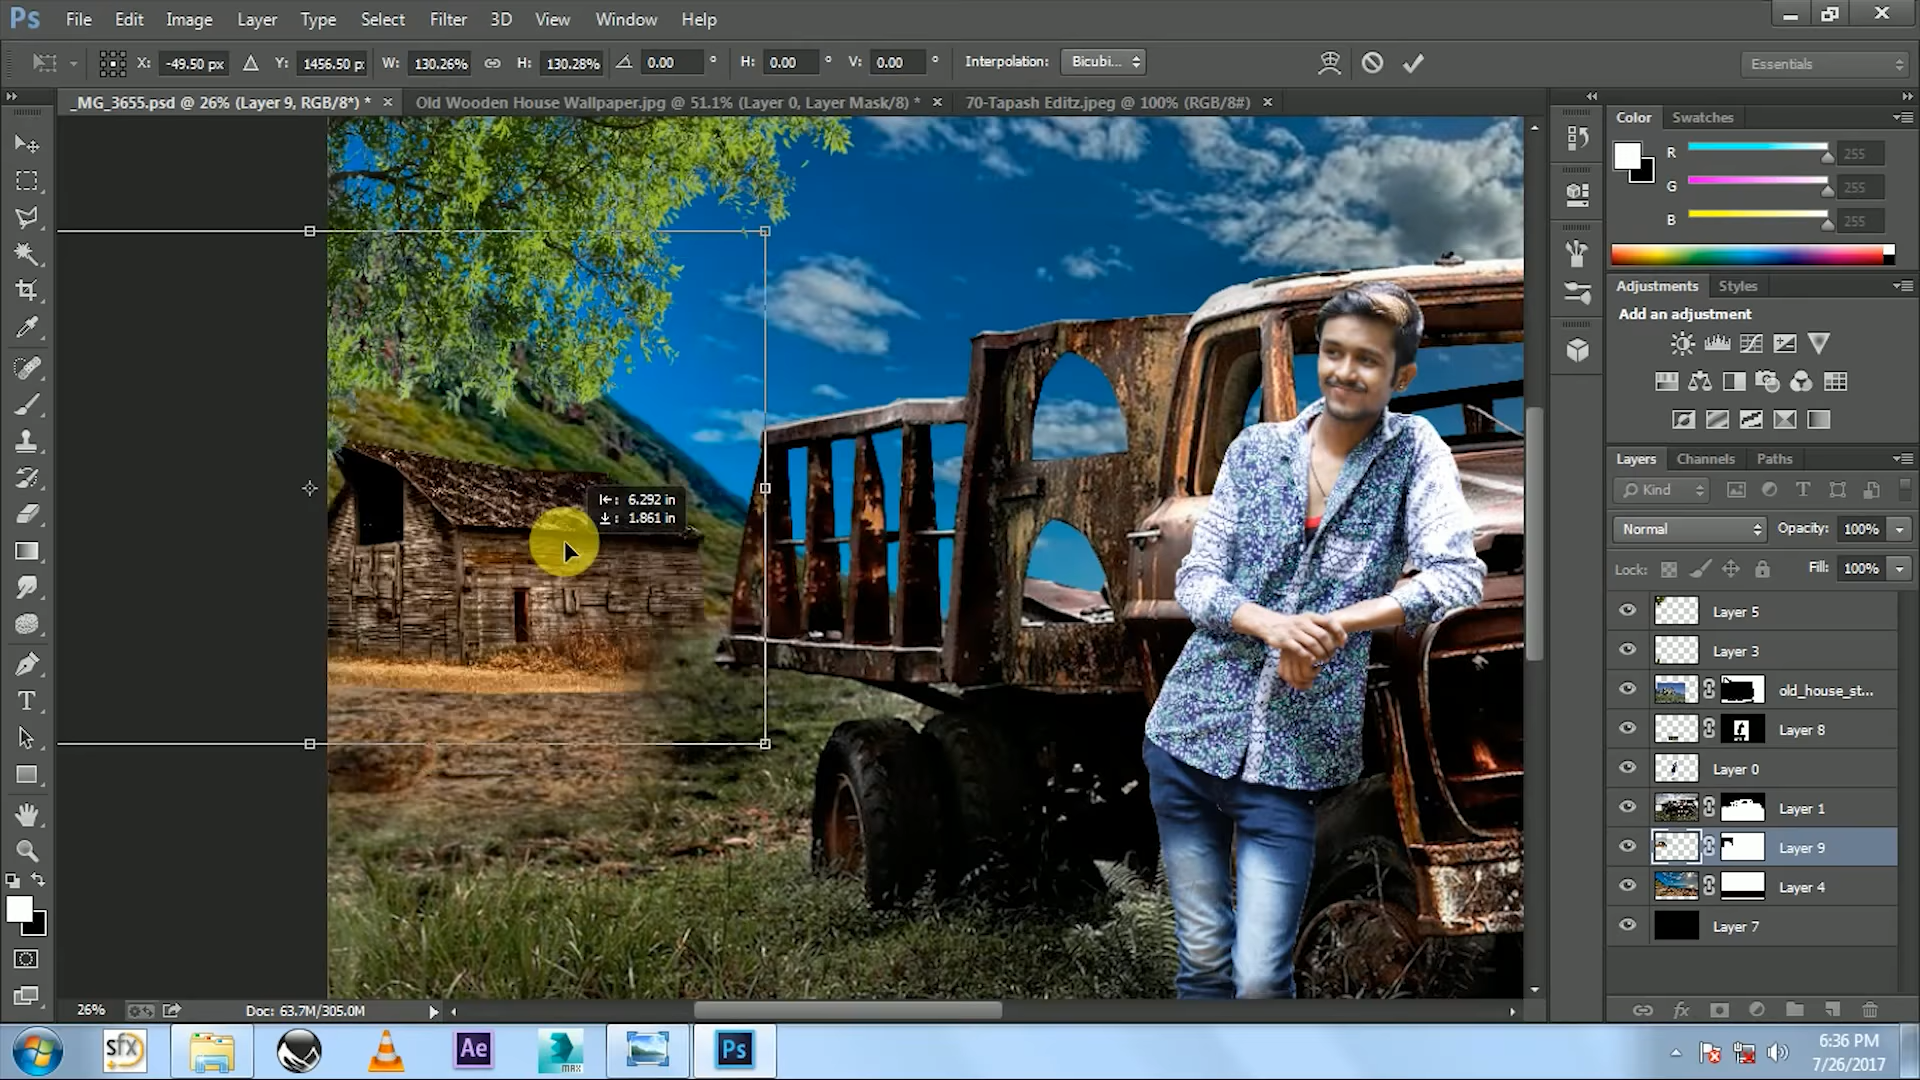 Ps File Edit Image Layer Type Select Filter 3D View Window Help
X: -49.50 px Y: 1456.50 p: W: 130.26% H: 130.28% 0.00 ° H: 0.00 ° V: 0.00 ° Interpolation: Bicubi... Essentials
_MG_3655.psd @ 26% (Layer 9, RGB/8*) * × Old Wooden House Wallpaper.jpg @ 51.1% (Layer 0, Layer Mask/8) * × 70-Tapash Editz.jpeg @ 100% (RGB/8#) ×
Color Swatches
R 255
G 255
B 255
Adjustments Styles
Add an adjustment
6.292 in
1.861 in
Layers Channels Paths
Kind
Normal Opacity: 100%
Lock: Fill: 100%
Layer 5
Layer 3
old_house_st...
Layer 8
Layer 0
Layer 1
Layer 9
Layer 4
Layer 7
26% Doc: 63.7M/305.0M
sfx Ae MAX Ps
6:36 PM
7/26/2017